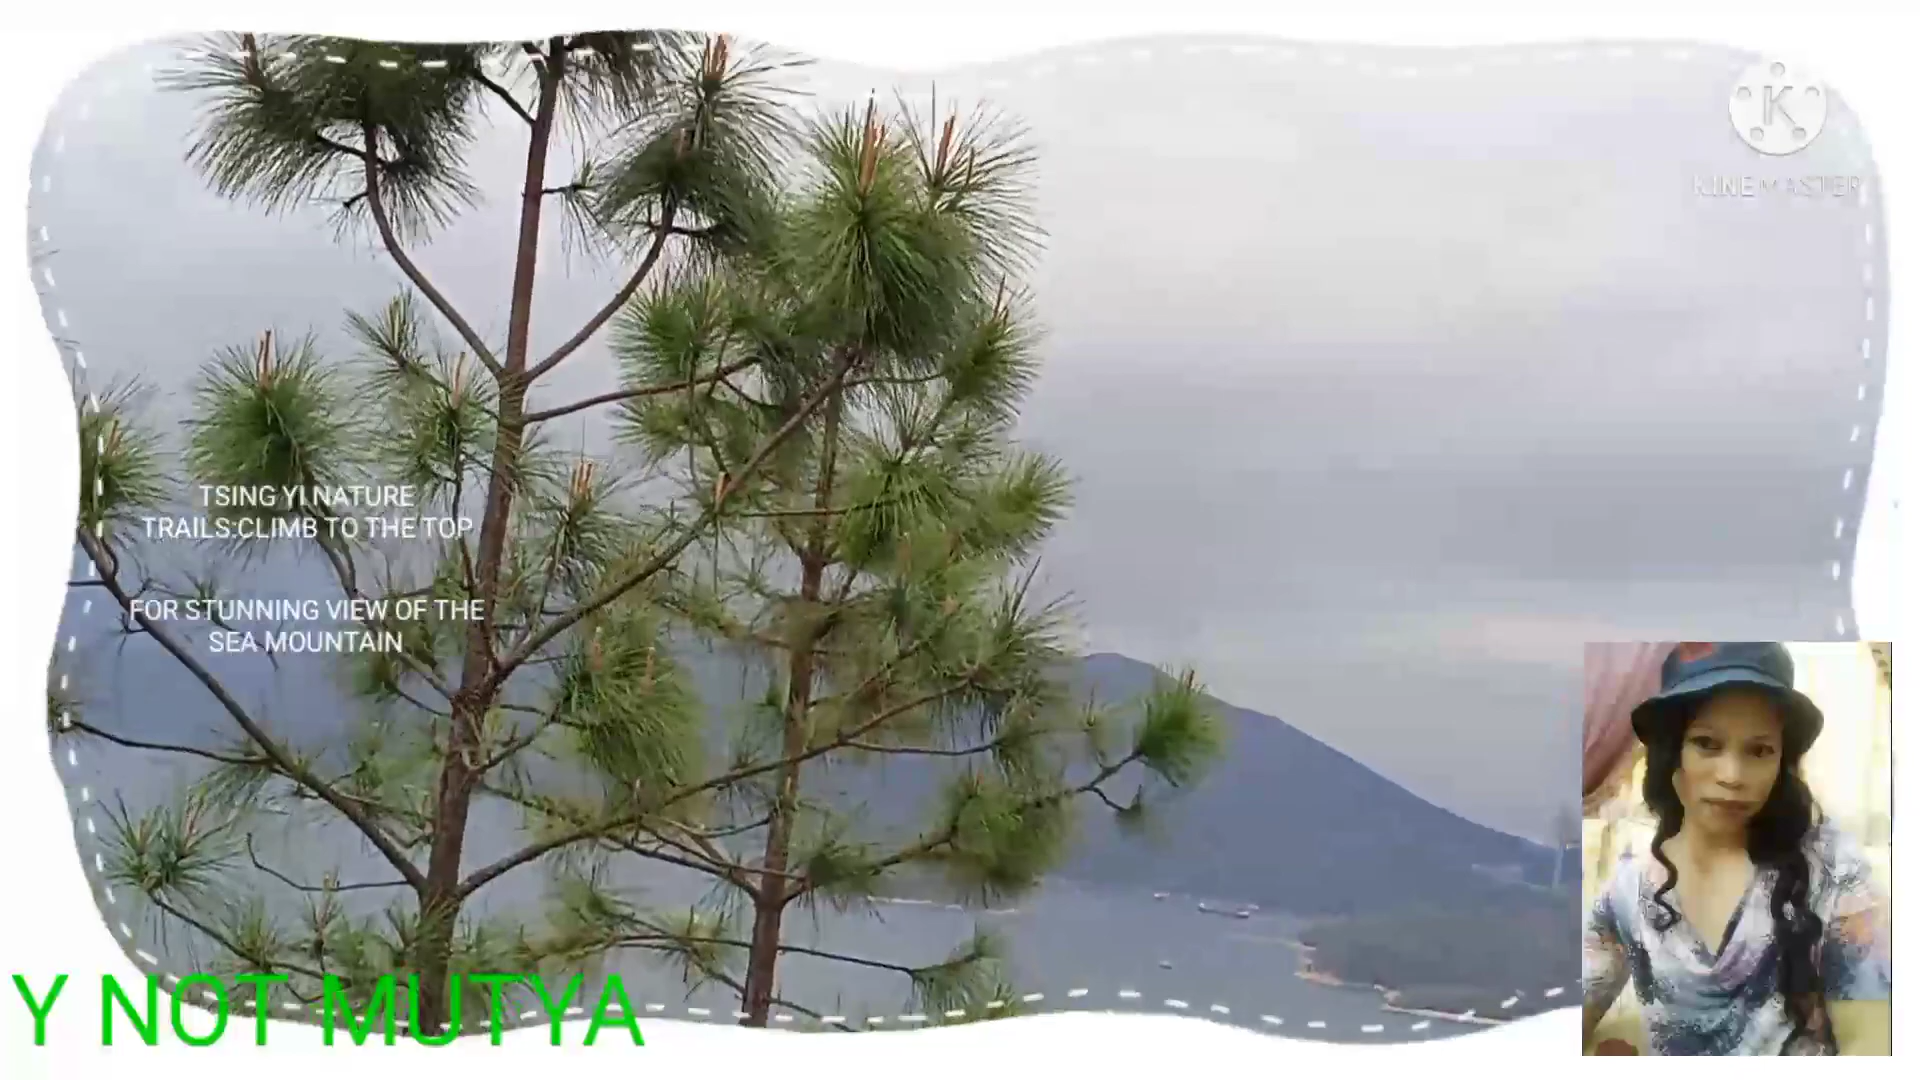 K
KINEMASTER
TSING YI NATURE
TRAILS:CLIMB TO THE TOP
FOR STUNNING VIEW OF THE
SEA MOUNTAIN
Y NOT MUTYA